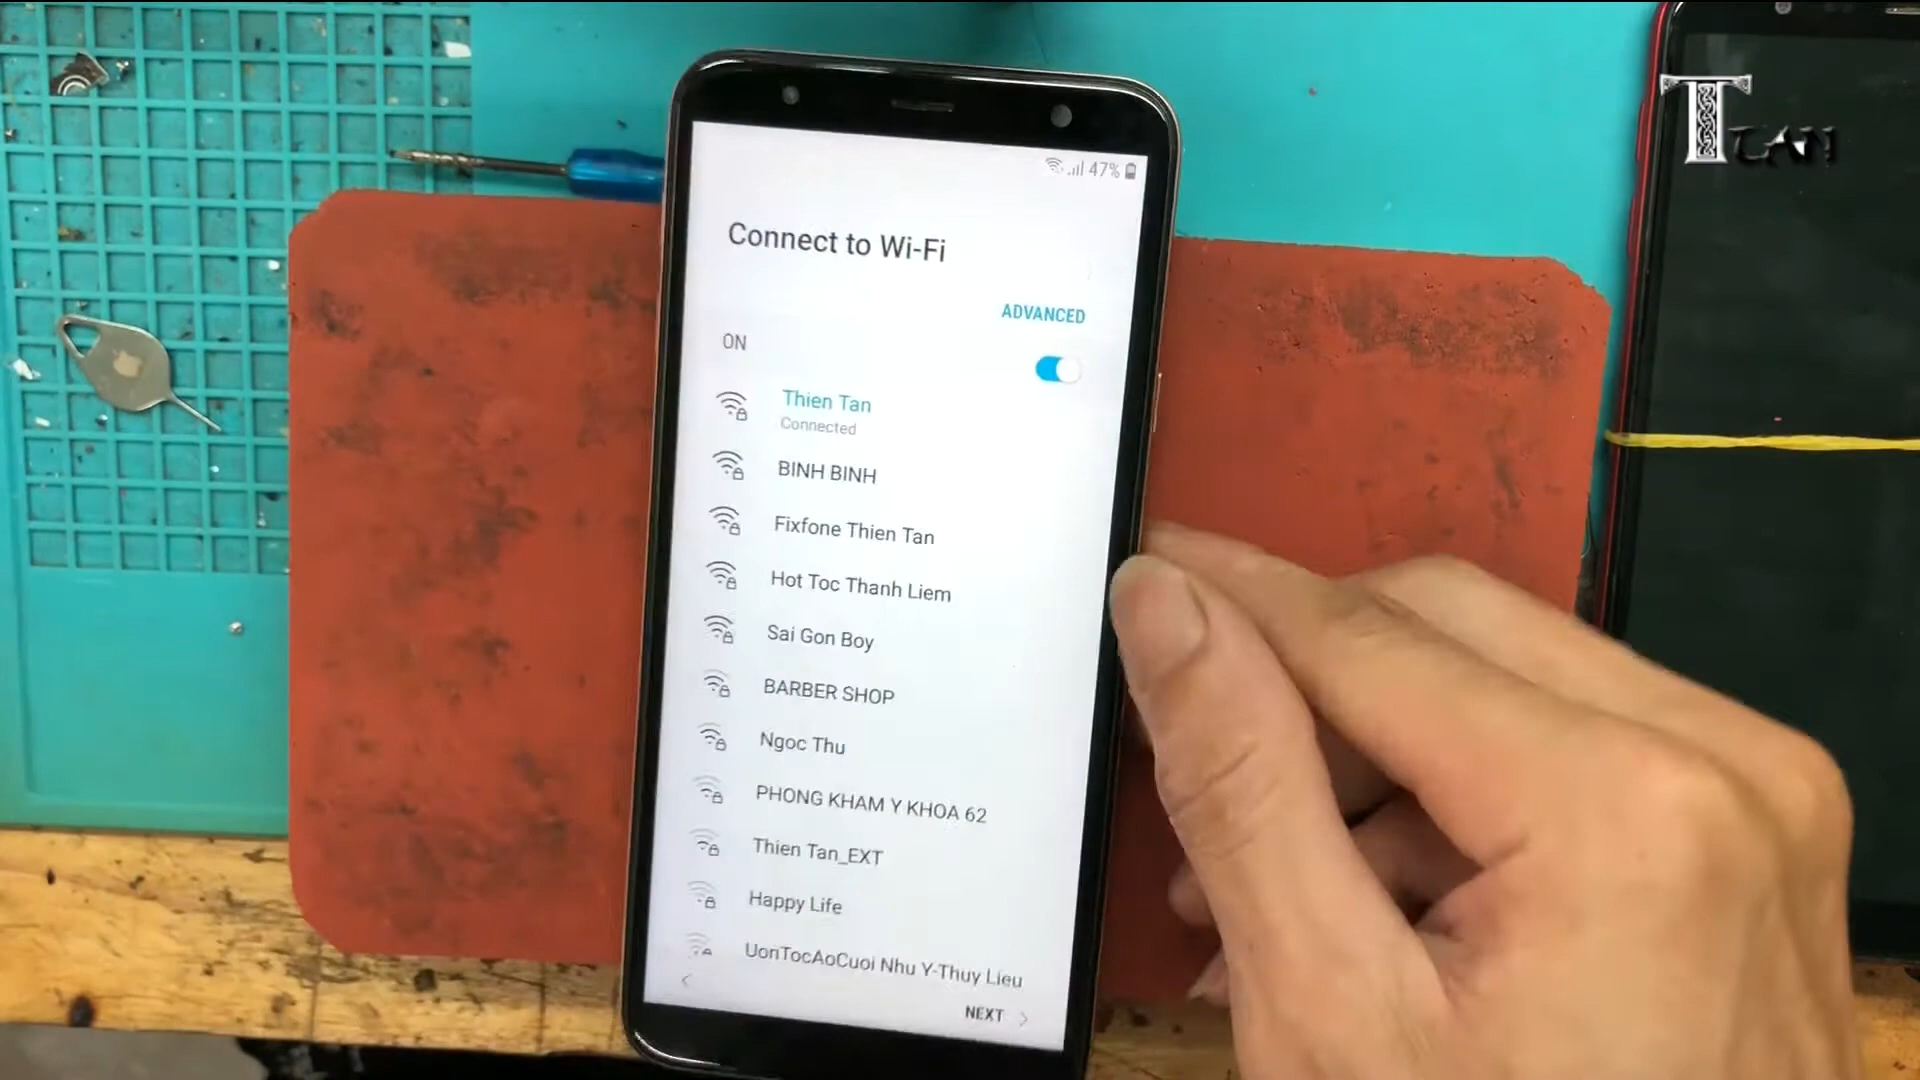 47%
Connect to Wi-Fi
ADVANCED
ON
Thien Tan
Connected
BINH BINH
Fixfone Thien Tan
Hot Toc Thanh Liem
Sai Gon Boy
BARBER SHOP
Ngoc Thu
PHONG KHAM Y KHOA 62
Thien Tan_EXT
Happy Life
UonTocAoCuoi Nhu Y-Thuy Lieu
NEXT